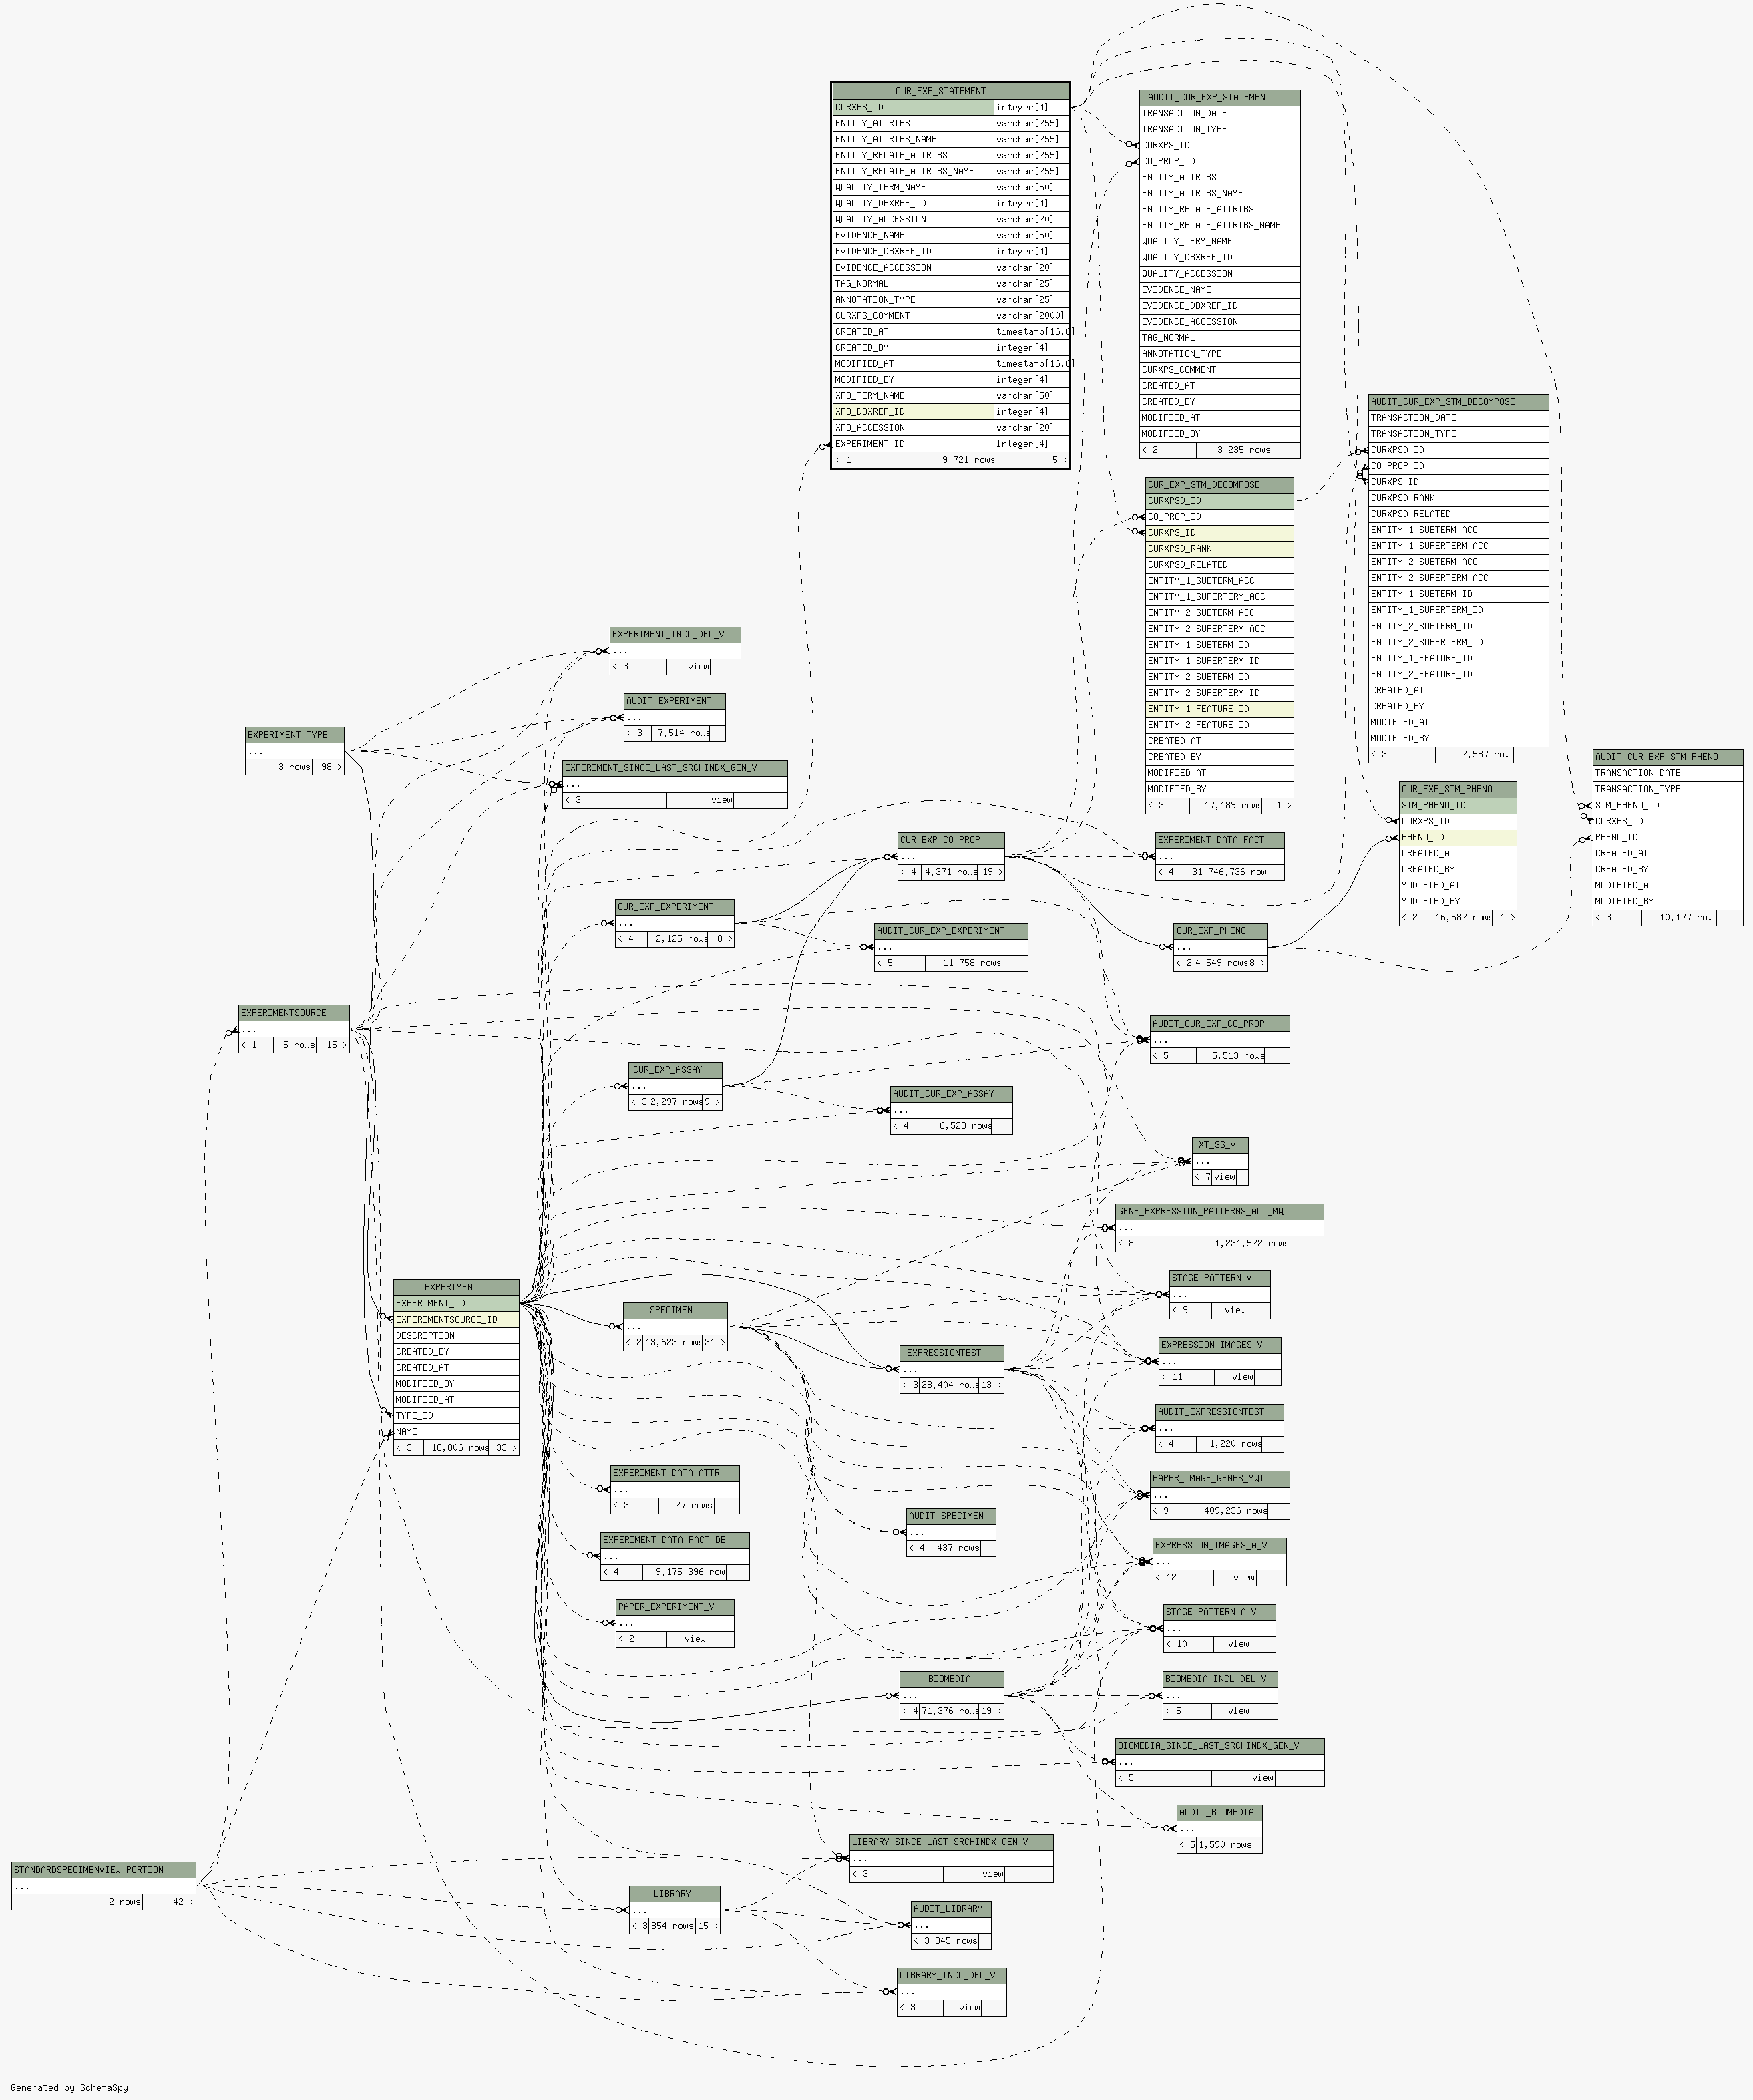 CUR_EXP_STATEMENT
CURXPS_ID integer[4]
ENTITY_ATTRIBS varchar[255]
ENTITY_ATTRIBS_NAME varchar[255]
ENTITY_RELATE_ATTRIBS varchar[255]
ENTITY_RELATE_ATTRIBS_NAME varchar[255]
QUALITY_TERM_NAME varchar[50]
QUALITY_DBXREF_ID integer[4]
QUALITY_ACCESSION varchar[20]
EVIDENCE_NAME varchar[50]
EVIDENCE_DBXREF_ID integer[4]
EVIDENCE_ACCESSION varchar[20]
TAG_NORMAL varchar[25]
ANNOTATION_TYPE varchar[25]
CURXPS_COMMENT varchar[2000]
CREATED_AT timestamp[16,6]
CREATED_BY integer[4]
MODIFIED_AT timestamp[16,6]
MODIFIED_BY integer[4]
XPO_TERM_NAME varchar[50]
XPO_DBXREF_ID integer[4]
XPO_ACCESSION varchar[20]
EXPERIMENT_ID integer[4]
< 1 9,721 rows 5 >
AUDIT_CUR_EXP_STATEMENT
TRANSACTION_DATE
TRANSACTION_TYPE
CURXPS_ID
CO_PROP_ID
ENTITY_ATTRIBS
ENTITY_ATTRIBS_NAME
ENTITY_RELATE_ATTRIBS
ENTITY_RELATE_ATTRIBS_NAME
QUALITY_TERM_NAME
QUALITY_DBXREF_ID
QUALITY_ACCESSION
EVIDENCE_NAME
EVIDENCE_DBXREF_ID
EVIDENCE_ACCESSION
TAG_NORMAL
ANNOTATION_TYPE
CURXPS_COMMENT
CREATED_AT
CREATED_BY
MODIFIED_AT
MODIFIED_BY
< 2 3,235 rows
AUDIT_CUR_EXP_STM_DECOMPOSE
TRANSACTION_DATE
TRANSACTION_TYPE
CURXPSD_ID
CO_PROP_ID
CURXPS_ID
CURXPSD_RANK
CURXPSD_RELATED
ENTITY_1_SUBTERM_ACC
ENTITY_1_SUPERTERM_ACC
ENTITY_2_SUBTERM_ACC
ENTITY_2_SUPERTERM_ACC
ENTITY_1_SUBTERM_ID
ENTITY_1_SUPERTERM_ID
ENTITY_2_SUBTERM_ID
ENTITY_2_SUPERTERM_ID
ENTITY_1_FEATURE_ID
ENTITY_2_FEATURE_ID
CREATED_AT
CREATED_BY
MODIFIED_AT
MODIFIED_BY
< 3 2,587 rows
CUR_EXP_STM_DECOMPOSE
CURXPSD_ID
CO_PROP_ID
CURXPS_ID
CURXPSD_RANK
CURXPSD_RELATED
ENTITY_1_SUBTERM_ACC
ENTITY_1_SUPERTERM_ACC
ENTITY_2_SUBTERM_ACC
ENTITY_2_SUPERTERM_ACC
ENTITY_1_SUBTERM_ID
ENTITY_1_SUPERTERM_ID
ENTITY_2_SUBTERM_ID
ENTITY_2_SUPERTERM_ID
ENTITY_1_FEATURE_ID
ENTITY_2_FEATURE_ID
CREATED_AT
CREATED_BY
MODIFIED_AT
MODIFIED_BY
< 2 17,189 rows 1 >
EXPERIMENT_INCL_DEL_V
...
< 3 view
AUDIT_EXPERIMENT
...
< 3 7,514 rows
EXPERIMENT_TYPE
...
3 rows 98 >
EXPERIMENT_SINCE_LAST_SRCHINDX_GEN_V
...
< 3 view
AUDIT_CUR_EXP_STM_PHENO
TRANSACTION_DATE
TRANSACTION_TYPE
STM_PHENO_ID
CURXPS_ID
PHENO_ID
CREATED_AT
CREATED_BY
MODIFIED_AT
MODIFIED_BY
< 3 10,177 rows
CUR_EXP_STM_PHENO
STM_PHENO_ID
CURXPS_ID
PHENO_ID
CREATED_AT
CREATED_BY
MODIFIED_AT
MODIFIED_BY
< 2 16,582 rows 1 >
CUR_EXP_CO_PROP
...
< 4 4,371 rows 19 >
EXPERIMENT_DATA_FACT
...
< 4 31,746,736 row
CUR_EXP_EXPERIMENT
...
< 4 2,125 rows 8 >
AUDIT_CUR_EXP_EXPERIMENT
...
< 5 11,758 rows
CUR_EXP_PHENO
...
< 2 4,549 rows 8 >
EXPERIMENTSOURCE
...
< 1 5 rows 15 >
AUDIT_CUR_EXP_CO_PROP
...
< 5 5,513 rows
CUR_EXP_ASSAY
...
< 3 2,297 rows 9 >
AUDIT_CUR_EXP_ASSAY
...
< 4 6,523 rows
XT_SS_V
...
< 7 view
GENE_EXPRESSION_PATTERNS_ALL_MQT
...
< 8 1,231,522 row
STAGE_PATTERN_V
...
< 9 view
EXPERIMENT
EXPERIMENT_ID
EXPERIMENTSOURCE_ID
DESCRIPTION
CREATED_BY
CREATED_AT
MODIFIED_BY
MODIFIED_AT
TYPE_ID
NAME
< 3 18,806 rows 33 >
SPECIMEN
...
< 2 13,622 rows 21 >
EXPRESSIONTEST
...
< 3 28,404 rows 13 >
EXPRESSION_IMAGES_V
...
< 11 view
AUDIT_EXPRESSIONTEST
...
< 4 1,220 rows
EXPERIMENT_DATA_ATTR
...
< 2 27 rows
PAPER_IMAGE_GENES_MQT
...
< 9 409,236 rows
AUDIT_SPECIMEN
...
< 4 437 rows
EXPERIMENT_DATA_FACT_DE
...
< 4 9,175,396 row
EXPRESSION_IMAGES_A_V
...
< 12 view
PAPER_EXPERIMENT_V
...
< 2 view
STAGE_PATTERN_A_V
...
< 10 view
BIOMEDIA
...
< 4 71,376 rows 19 >
BIOMEDIA_INCL_DEL_V
...
< 5 view
BIOMEDIA_SINCE_LAST_SRCHINDX_GEN_V
...
< 5 view
AUDIT_BIOMEDIA
...
< 5 1,590 rows
LIBRARY_SINCE_LAST_SRCHINDX_GEN_V
...
< 3 view
STANDARDSPECIMENVIEW_PORTION
...
2 rows 42 >
LIBRARY
...
< 3 854 rows 15 >
AUDIT_LIBRARY
...
< 3 845 rows
LIBRARY_INCL_DEL_V
...
< 3 view
Generated by SchemaSpy